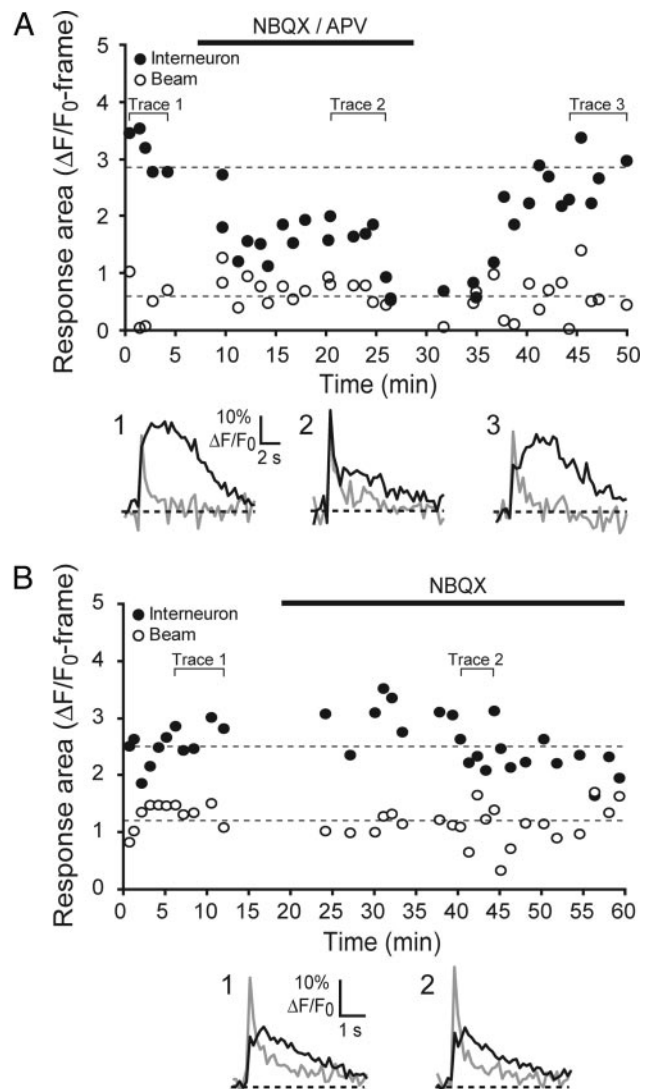 A
NBQX / APV
5
Interneuron
Beam
4
Trace 1
Trace 2
Trace 3
3
2
1
0
Response area (ΔF/F0-frame)
0 5 10 15 20 25 30 35 40 45 50
Time (min)
1
10%
ΔF/F0
2 s
2
3
B
NBQX
5
Interneuron
Beam
4
Trace 1
Trace 2
3
2
1
0
Response area (ΔF/F0-frame)
0 5 10 15 20 25 30 35 40 45 50 55 60
Time (min)
1
10%
ΔF/F0
1 s
2